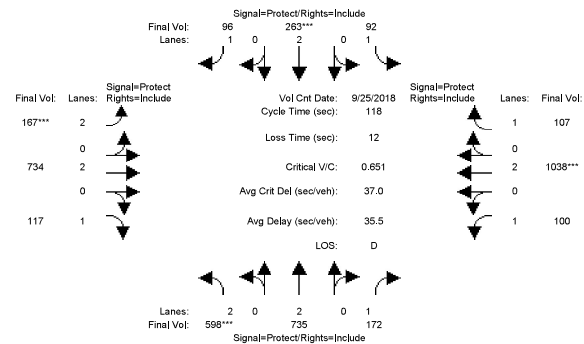 Signal=Protect/Rights=Include
Final Vol: 96 263*** 92
Lanes: 1 0 2 0 1
Signal=Protect
Final Vol: Lanes: Rights=Include
Vol Cnt Date: 9/25/2018
Signal=Protect
Rights=Include Lanes: Final Vol:
167*** 2
Cycle Time (sec): 118
1 107
0
Loss Time (sec): 12
0
734 2
Critical V/C: 0.651
2 1038***
0
Avg Crit Del (sec/veh): 37.0
0
117 1
Avg Delay (sec/veh): 35.5
1 100
LOS: D
Lanes: 2 0 2 0 1
Final Vol: 598*** 735 172
Signal=Protect/Rights=Include